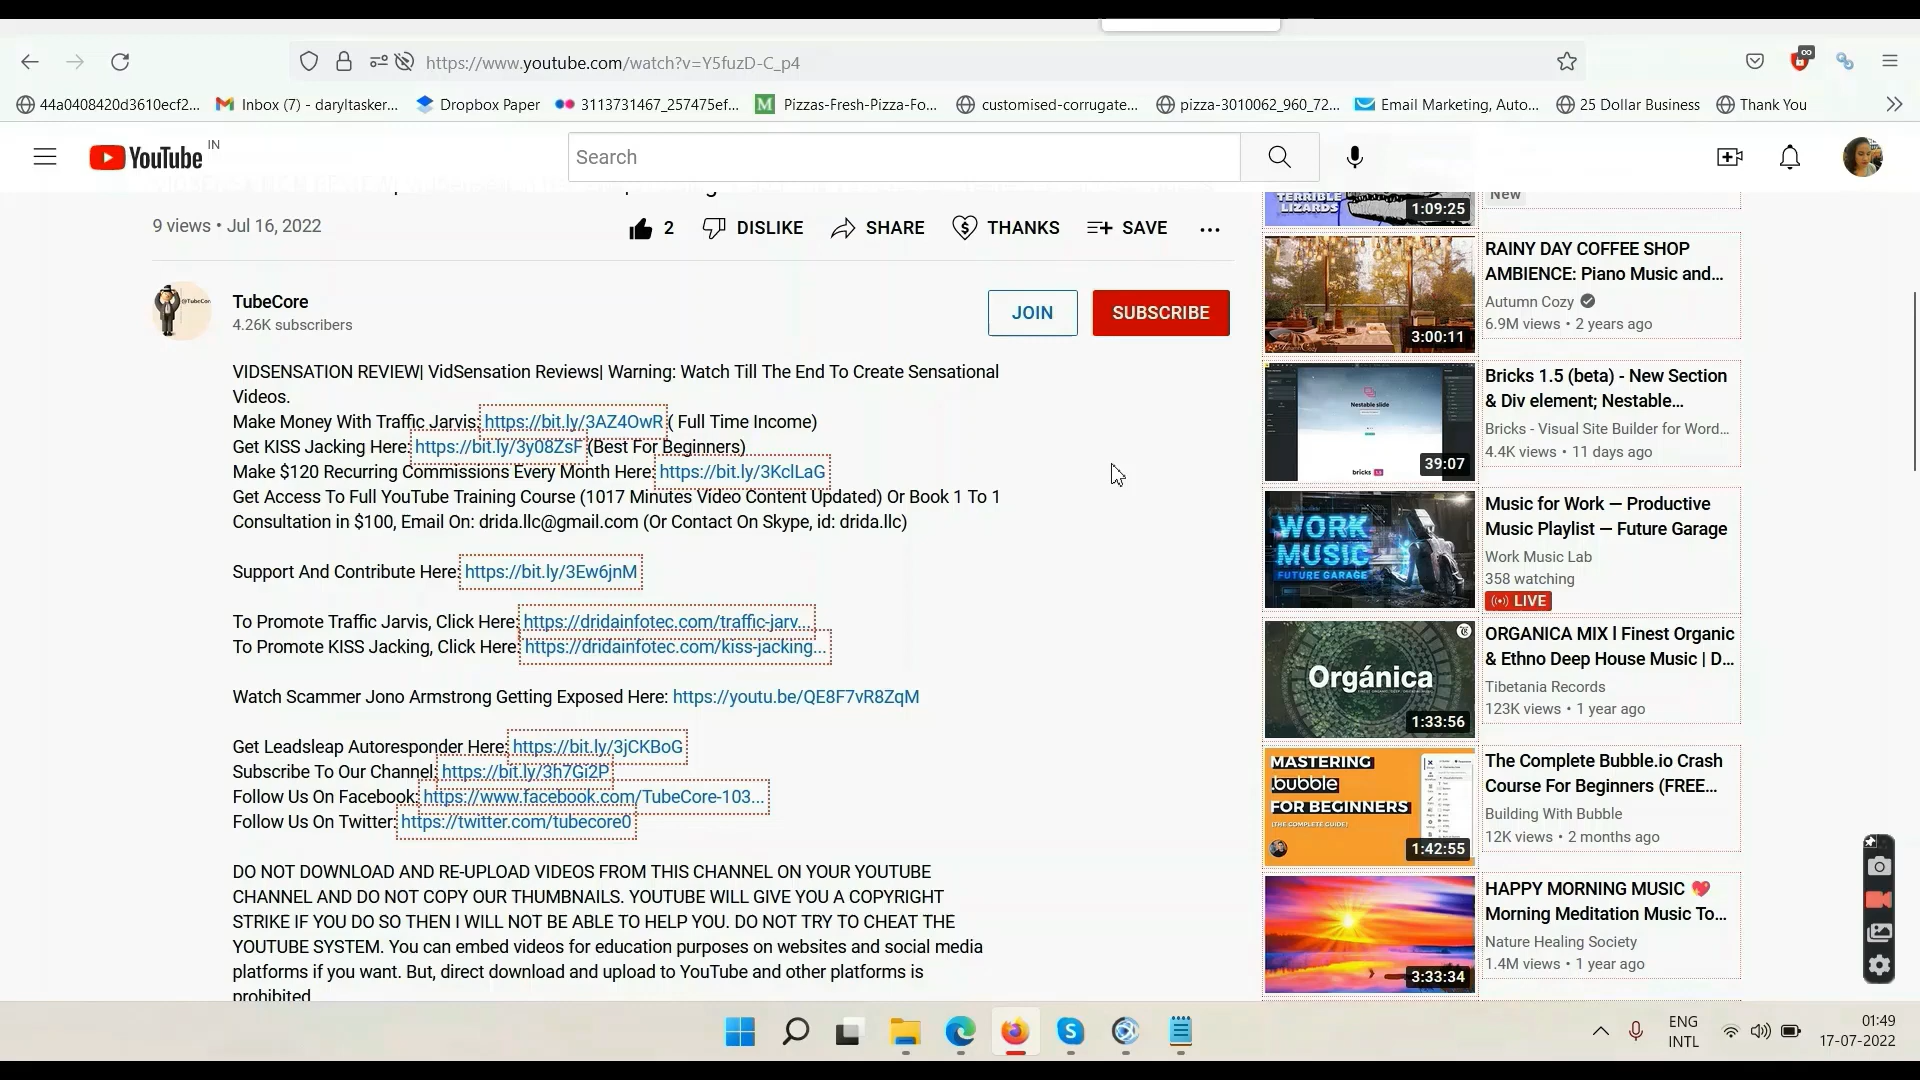 https://www.youtube.com/watch?v=Y5fuzD-C_p4
44a0408420d3610ecf2...
Inbox (7) - daryltasker...
Dropbox Paper
3113731467_257475ef...
Pizzas-Fresh-Pizza-Fo...
customised-corrugate...
pizza-3010062_960_72...
Email Marketing, Auto...
25 Dollar Business
Thank You
YouTube IN
Search
9 views • Jul 16, 2022
2
DISLIKE
SHARE
THANKS
SAVE
TubeCore
4.26K subscribers
JOIN
SUBSCRIBE
VIDSENSATION REVIEW| VidSensation Reviews| Warning: Watch Till The End To Create Sensational
Videos.
Make Money With Traffic Jarvis: https://bit.ly/3AZ4OwR ( Full Time Income)
Get KISS Jacking Here: https://bit.ly/3y08ZsF (Best For Beginners)
Make $120 Recurring Commissions Every Month Here: https://bit.ly/3KclLaG
Get Access To Full YouTube Training Course (1017 Minutes Video Content Updated) Or Book 1 To 1
Consultation in $100, Email On: drida.llc@gmail.com (Or Contact On Skype, id: drida.llc)
Support And Contribute Here: https://bit.ly/3Ew6jnM
To Promote Traffic Jarvis, Click Here: https://dridainfotec.com/traffic-jarv...
To Promote KISS Jacking, Click Here: https://dridainfotec.com/kiss-jacking...
Watch Scammer Jono Armstrong Getting Exposed Here: https://youtu.be/QE8F7vR8ZqM
Get Leadsleap Autoresponder Here: https://bit.ly/3jCKBoG
Subscribe To Our Channel: https://bit.ly/3h7Gi2P
Follow Us On Facebook: https://www.facebook.com/TubeCore-103...
Follow Us On Twitter: https://twitter.com/tubecore0
DO NOT DOWNLOAD AND RE-UPLOAD VIDEOS FROM THIS CHANNEL ON YOUR YOUTUBE
CHANNEL AND DO NOT COPY OUR THUMBNAILS. YOUTUBE WILL GIVE YOU A COPYRIGHT
STRIKE IF YOU DO SO THEN I WILL NOT BE ABLE TO HELP YOU. DO NOT TRY TO CHEAT THE
YOUTUBE SYSTEM. You can embed videos for education purposes on websites and social media
platforms if you want. But, direct download and upload to YouTube and other platforms is
prohibited
TERRIBLE
LIZARDS
1:09:25
New
3:00:11
RAINY DAY COFFEE SHOP
AMBIENCE: Piano Music and...
Autumn Cozy
6.9M views • 2 years ago
Nestable slide
bricks 1.5
39:07
Bricks 1.5 (beta) - New Section
& Div element; Nestable...
Bricks - Visual Site Builder for Word...
4.4K views • 11 days ago
WORK
MUSIC
FUTURE GARAGE
Music for Work — Productive
Music Playlist — Future Garage
Work Music Lab
358 watching
LIVE
Orgánica
1:33:56
ORGANICA MIX l Finest Organic
& Ethno Deep House Music | D...
Tibetania Records
123K views • 1 year ago
MASTERING
.bubble
FOR BEGINNERS
(THE COMPLETE GUIDE)
1:42:55
The Complete Bubble.io Crash
Course For Beginners (FREE...
Building With Bubble
12K views • 2 months ago
3:33:34
HAPPY MORNING MUSIC 💖
Morning Meditation Music To...
Nature Healing Society
1.4M views • 1 year ago
ENG
INTL
01:49
17-07-2022